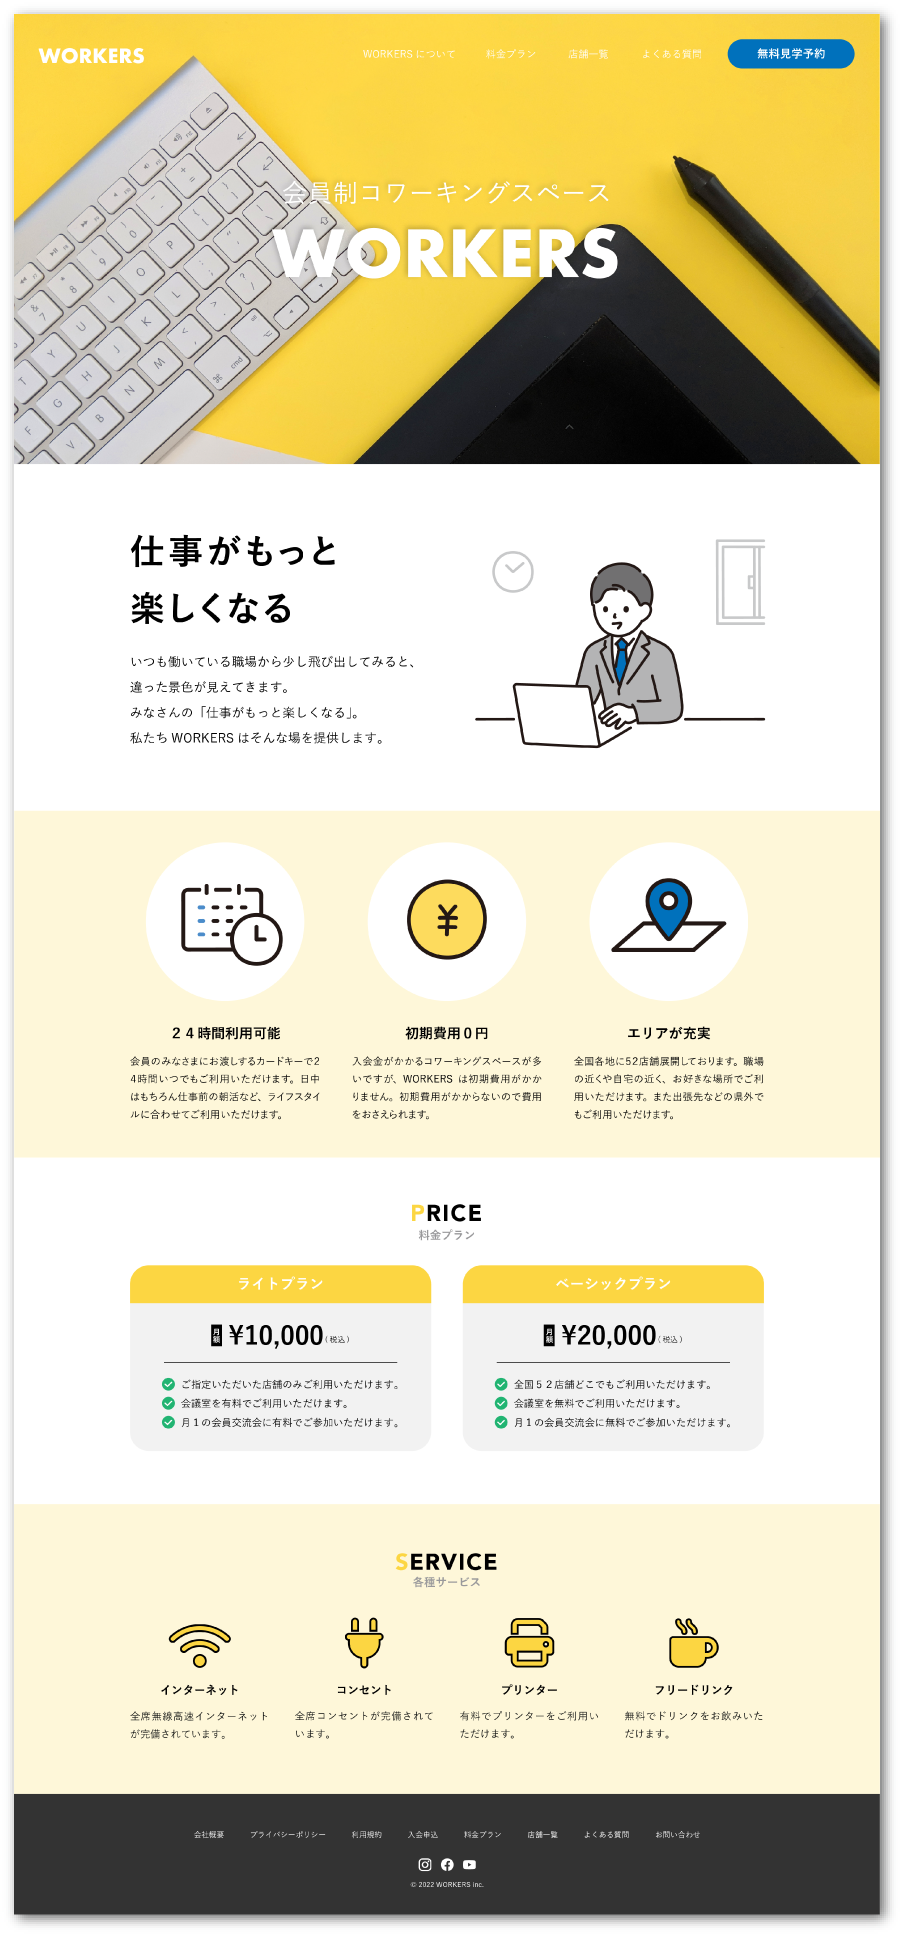 WORKERS
WORKERS について
料金プラン
店舗一覧
よくある質問
無料見学予約
会員制コワーキングスペース
WORKERS
仕事がもっと
楽しくなる
いつも働いている職場から少し飛び出してみると、
違った景色が見えてきます。
みなさんの「仕事がもっと楽しくなる」。
私たち WORKERS はそんな場を提供します。
２４時間利用可能
会員のみなさまにお渡しするカードキーで2
4時間いつでもご利用いただけます。日中
はもちろん仕事前の朝活など、ライフスタイ
ルに合わせてご利用いただけます。
初期費用０円
入会金がかかるコワーキングスペースが多
いですが、WORKERS は初期費用がかか
りません。初期費用がかからないので費用
をおさえられます。
エリアが充実
全国各地に52店舗展開しております。職場
の近くや自宅の近く、お好きな場所でご利
用いただけます。また出張先などの県外で
もご利用いただけます。
PRICE
料金プラン
ライトプラン
月額 ¥10,000（税込）
ご指定いただいた店舗のみご利用いただけます。
会議室を有料でご利用いただけます。
月１の会員交流会に有料でご参加いただけます。
ベーシックプラン
月額 ¥20,000（税込）
全国５２店舗どこでもご利用いただけます。
会議室を無料でご利用いただけます。
月１の会員交流会に無料でご参加いただけます。
SERVICE
各種サービス
インターネット
全席無線高速インターネット
が完備されています。
コンセント
全席コンセントが完備されて
います。
プリンター
有料でプリンターをご利用い
ただけます。
フリードリンク
無料でドリンクをお飲みいた
だけます。
会社概要
プライバシーポリシー
利用規約
入会申込
料金プラン
店舗一覧
よくある質問
お問い合わせ
© 2022 WORKERS inc.